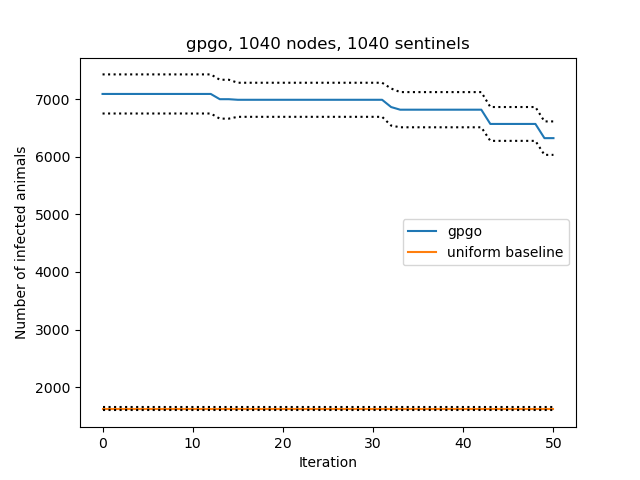 gpgo, 1040 nodes, 1040 sentinels
Number of infected animals
7000
6000
5000
4000
3000
2000
gpgo
uniform baseline
0 10 20 30 40 50
Iteration